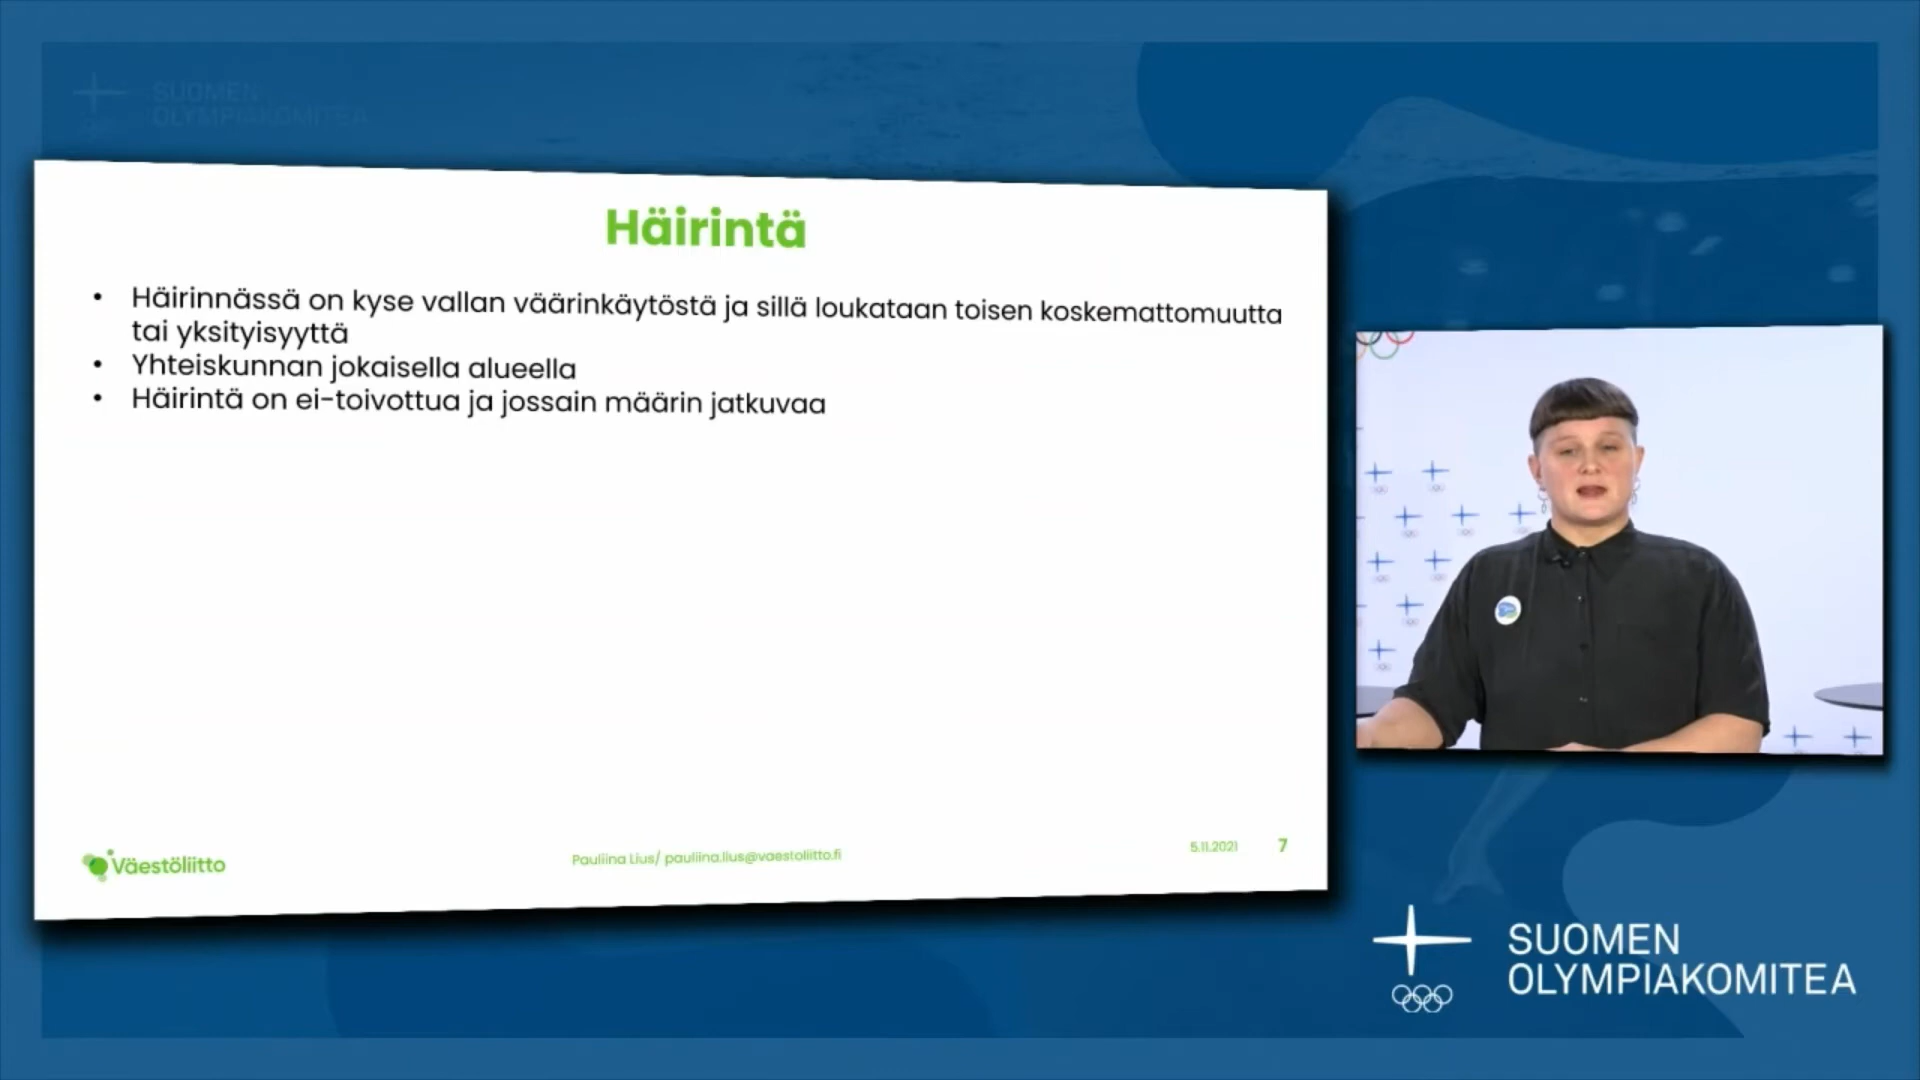 SUOMEN
OLYMPIAKOMITEA
Häirintä
• Häirinnässä on kyse vallan väärinkäytöstä ja sillä loukataan toisen koskemattomuutta
tai yksityisyyttä
• Yhteiskunnan jokaisella alueella
• Häirintä on ei-toivottua ja jossain määrin jatkuvaa
Väestöliitto
Pauliina Lius/ pauliina.lius@vaestoliitto.fi
5.11.2021
7
SUOMEN
OLYMPIAKOMITEA